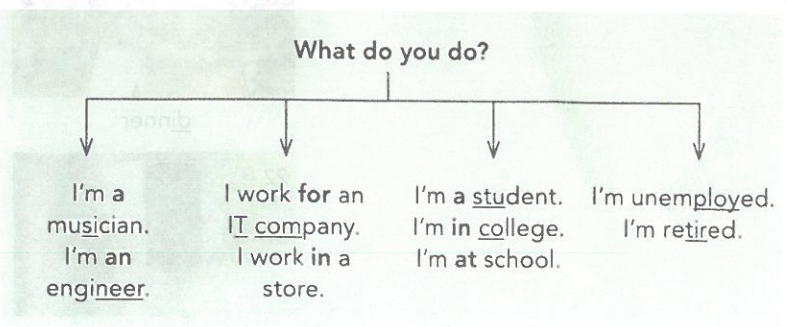 What do you do?
I'm a
musician.
I'm an
engineer.
I work for an
IT company.
I work in a
store.
I'm a student.
I'm in college.
I'm at school.
I'm unemployed.
I'm retired.
dinner